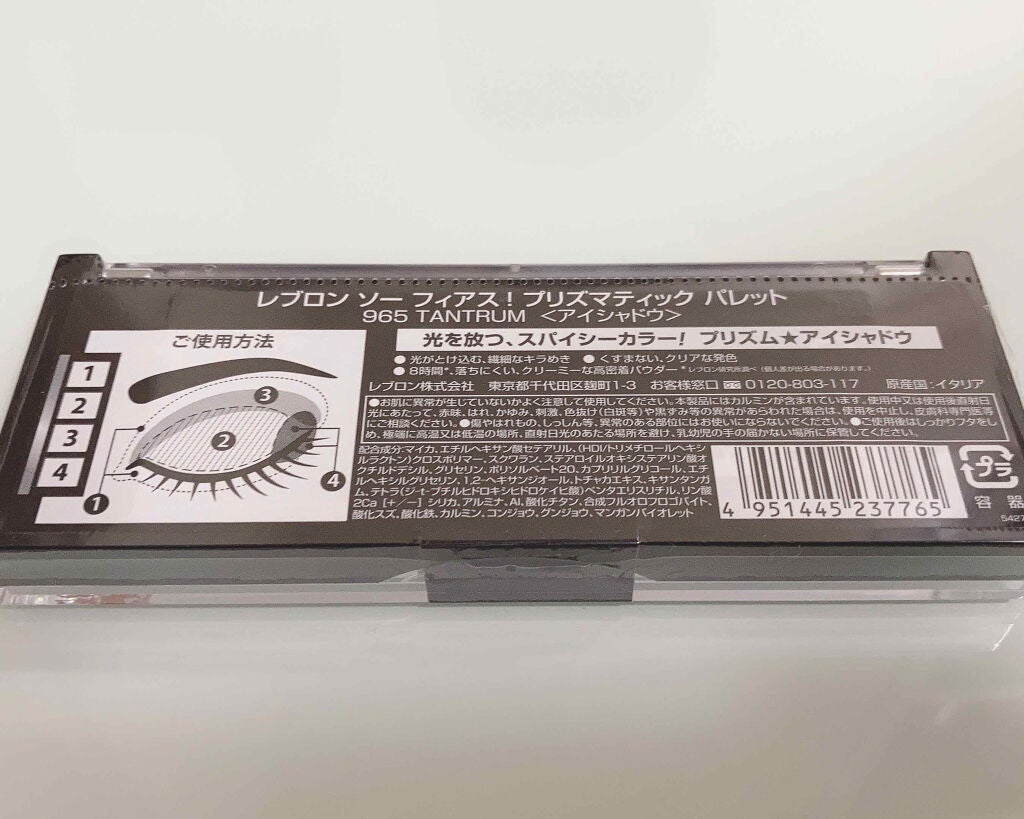 レブロン ソー フィアス! プリズマティック パレット
965 TANTRUM <アイシャドウ>
ご使用方法
1
2
3
4
3
2
1
4
光を放つ、スパイシーカラー! プリズム★アイシャドウ
●光がとけ込む、繊細なキラめき ●くすまない、クリアな発色
●8時間*、落ちにくい、クリーミーな高密着パウダー *レブロン研究所調べ(個人差が出る場合があります。)
レブロン株式会社 東京都千代田区麹町1-3 お客様窓口 0120-803-117 原産国:イタリア
●お肌に異常が生じていないかよく注意して使用してください。本製品にはカルミンが含まれています。使用中又は使用後直射日
光にあたって、赤味、はれ、かゆみ、刺激、色抜け(白斑等)や黒ずみ等の異常があらわれた場合は、使用を中止し、皮膚科専門医等
にご相談ください。●傷やはれもの、しっしん等、異常のある部位にはお使いにならないでください。●ご使用後はしっかりフタをし
め、極端に高温又は低温の場所、直射日光のあたる場所を避け、乳幼児の手の届かない場所に保管してください。
配合成分:マイカ、エチルヘキサン酸セテアリル、(HDI/トリメチロールヘキシ
ルラクトン)クロスポリマー、スクワラン、ステアロイルオキシステアリン酸オ
クチルドデシル、グリセリン、ポリソルベート20、カプリリルグリコール、エチ
ルヘキシルグリセリン、1,2-ヘキサンジオール、トチャカエキス、キサンタンガ
ム、テトラ(ジ-t-ブチルヒドロキシヒドロケイヒ酸)ペンタエリスリチル、リン酸
2Ca [+/-] シリカ、アルミナ、Al、酸化チタン、合成フルオロフロゴパイト、
酸化スズ、酸化鉄、カルミン、コンジョウ、グンジョウ、マンガンバイオレット
4 951445 237765
プラ
容器
5427